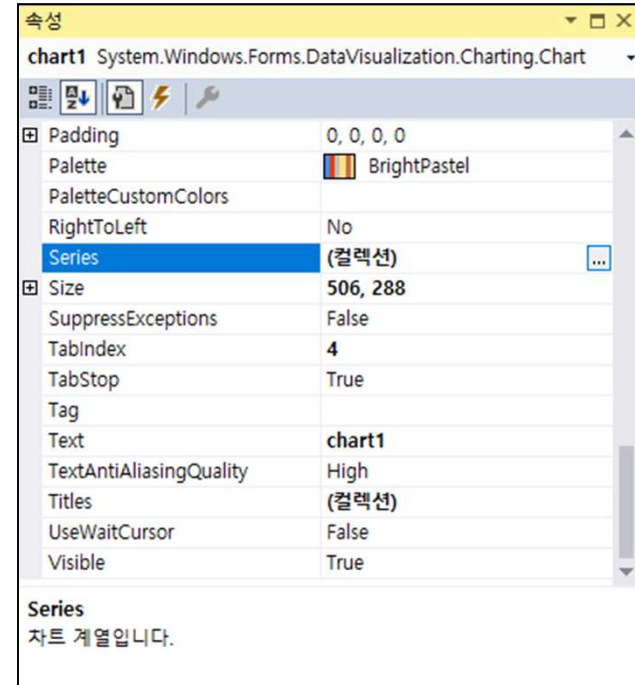 속성
chart1 System.Windows.Forms.DataVisualization.Charting.Chart
Padding 0, 0, 0, 0
Palette BrightPastel
PaletteCustomColors
RightToLeft No
Series (컬렉션) ...
Size 506, 288
SuppressExceptions False
TabIndex 4
TabStop True
Tag
Text chart1
TextAntiAliasingQuality High
Titles (컬렉션)
UseWaitCursor False
Visible True
Series
차트 계열입니다.